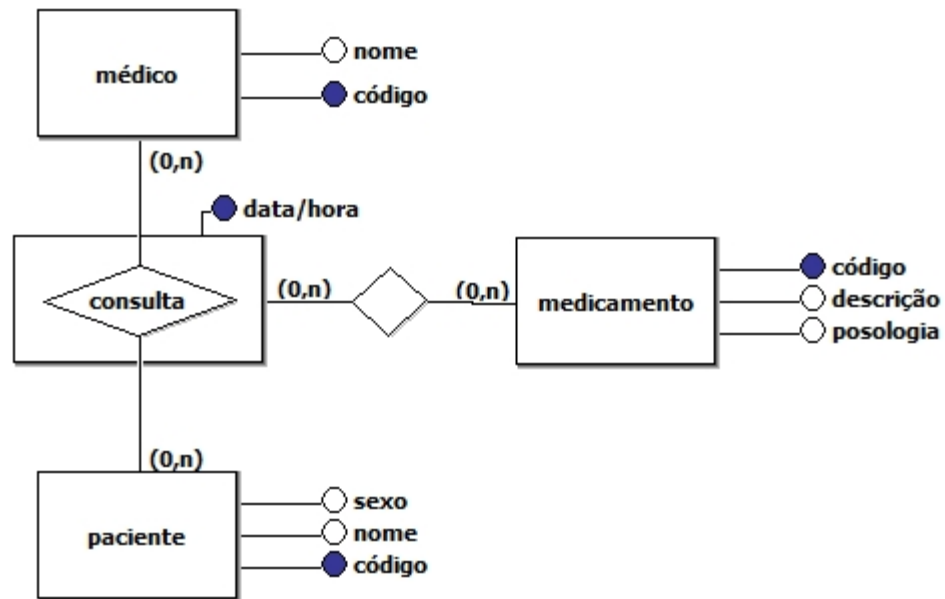 médico
nome
código
(0,n)
data/hora
consulta
(0,n)
(0,n)
medicamento
código
descrição
posologia
(0,n)
paciente
sexo
nome
código